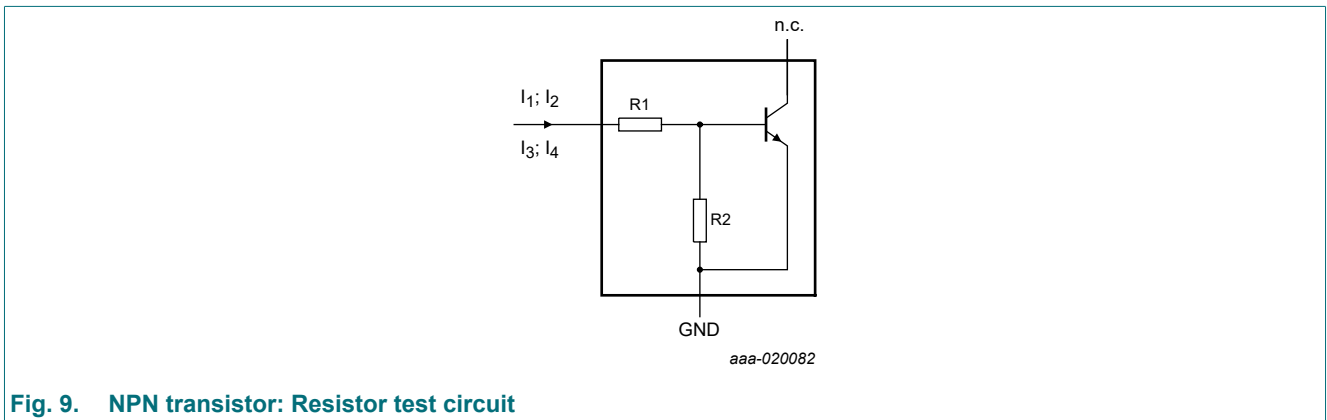 n.c.
I1; I2
R1
I3; I4
R2
GND
aaa-020082
Fig. 9. NPN transistor: Resistor test circuit